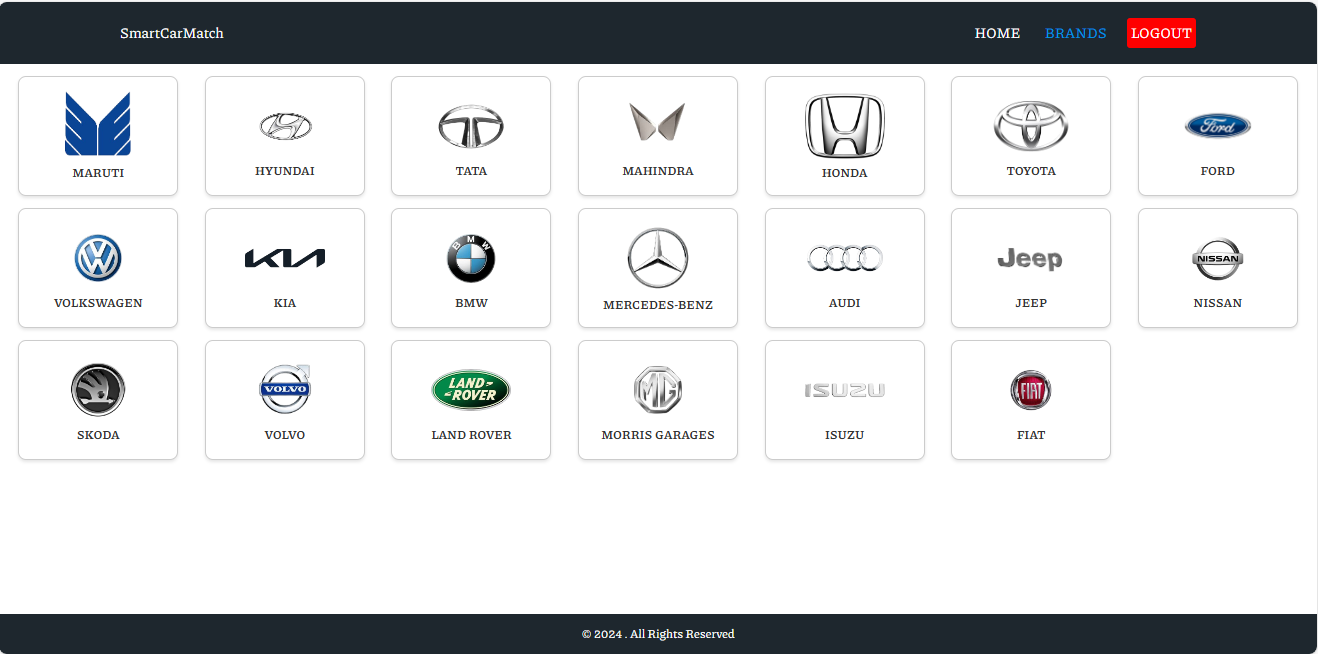 SmartCarMatch
HOME BRANDS LOGOUT
MARUTI
HYUNDAI
TATA
MAHINDRA
HONDA
TOYOTA
Ford
FORD
VOLKSWAGEN
KIA
KIA
BMW
BMW
MERCEDES-BENZ
AUDI
Jeep
JEEP
NISSAN
NISSAN
SKODA
VOLVO
VOLVO
LAND-
ROVER
LAND ROVER
MG
MORRIS GARAGES
ISUZU
ISUZU
FIAT
FIAT
© 2024 . All Rights Reserved